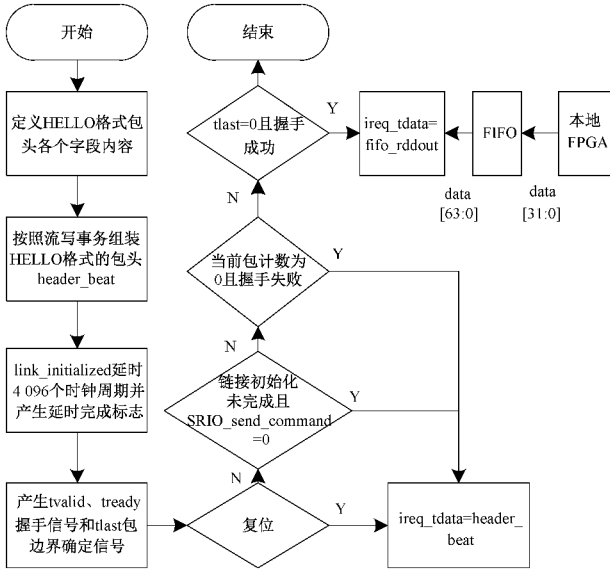 开始
定义HELLO格式包
头各个字段内容
按照流写事务组装
HELLO格式的包头
header_beat
link_initialized延时
4 096个时钟周期并
产生延时完成标志
产生tvalid、tready
握手信号和tlast包
边界确定信号
复位
Y
ireq_tdata=header_
beat
N
链接初始化
未完成且
SRIO_send_command
=0
Y
N
当前包计数为
0且握手失败
Y
N
tlast=0且握手
成功
Y
结束
ireq_tdata=
fifo_rddout
FIFO
本地
FPGA
data
[63:0]
data
[31:0]